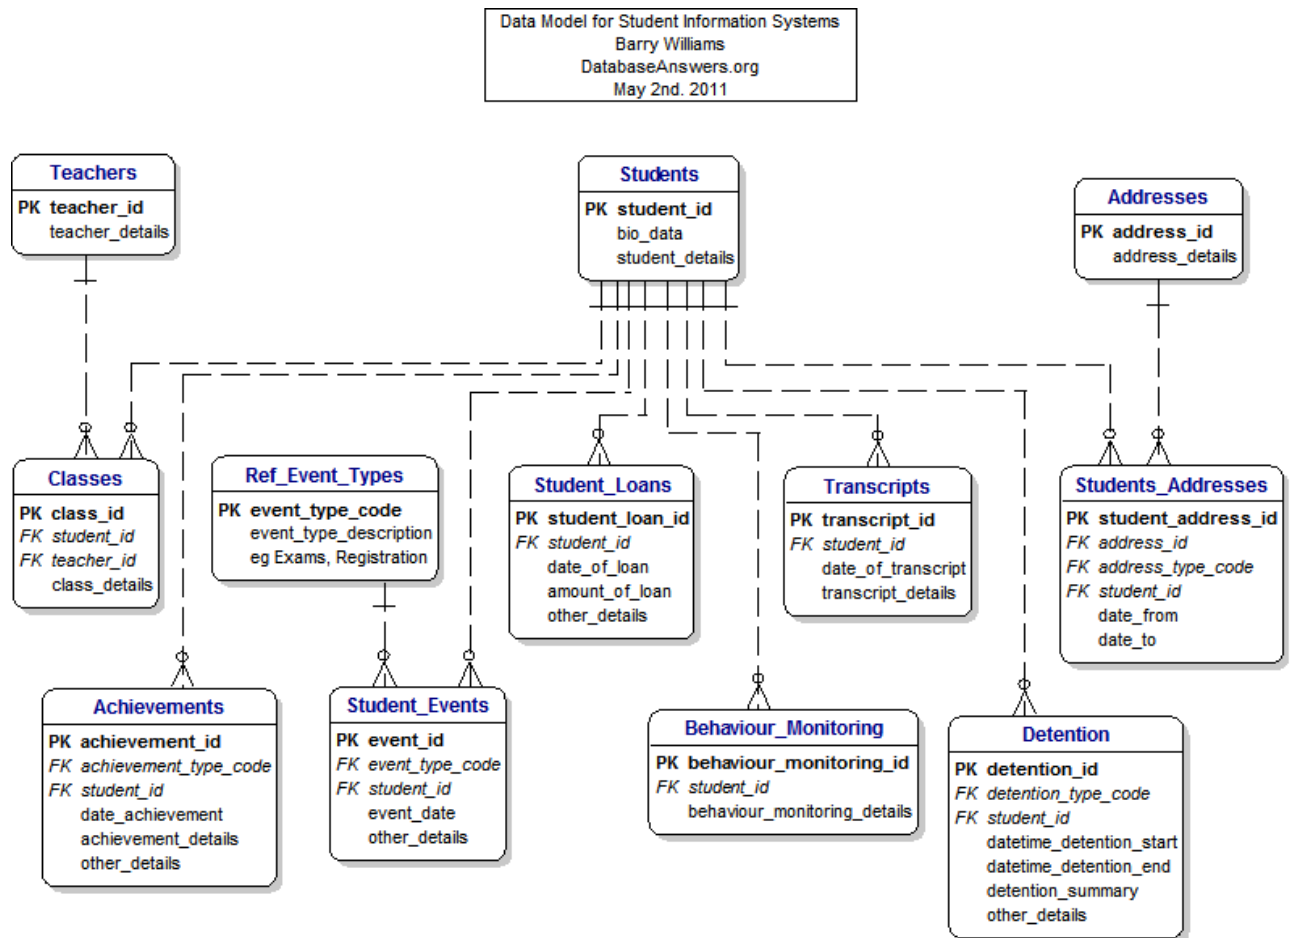 Data Model for Student Information Systems
Barry Williams
DatabaseAnswers.org
May 2nd. 2011
Teachers
PK teacher_id
teacher_details
Students
PK student_id
bio_data
student_details
Addresses
PK address_id
address_details
Classes
PK class_id
FK student_id
FK teacher_id
class_details
Ref_Event_Types
PK event_type_code
event_type_description
eg Exams, Registration
Student_Loans
PK student_loan_id
FK student_id
date_of_loan
amount_of_loan
other_details
Transcripts
PK transcript_id
FK student_id
date_of_transcript
transcript_details
Students_Addresses
PK student_address_id
FK address_id
FK address_type_code
FK student_id
date_from
date_to
Achievements
PK achievement_id
FK achievement_type_code
FK student_id
date_achievement
achievement_details
other_details
Student_Events
PK event_id
FK event_type_code
FK student_id
event_date
other_details
Behaviour_Monitoring
PK behaviour_monitoring_id
FK student_id
behaviour_monitoring_details
Detention
PK detention_id
FK detention_type_code
FK student_id
datetime_detention_start
datetime_detention_end
detention_summary
other_details